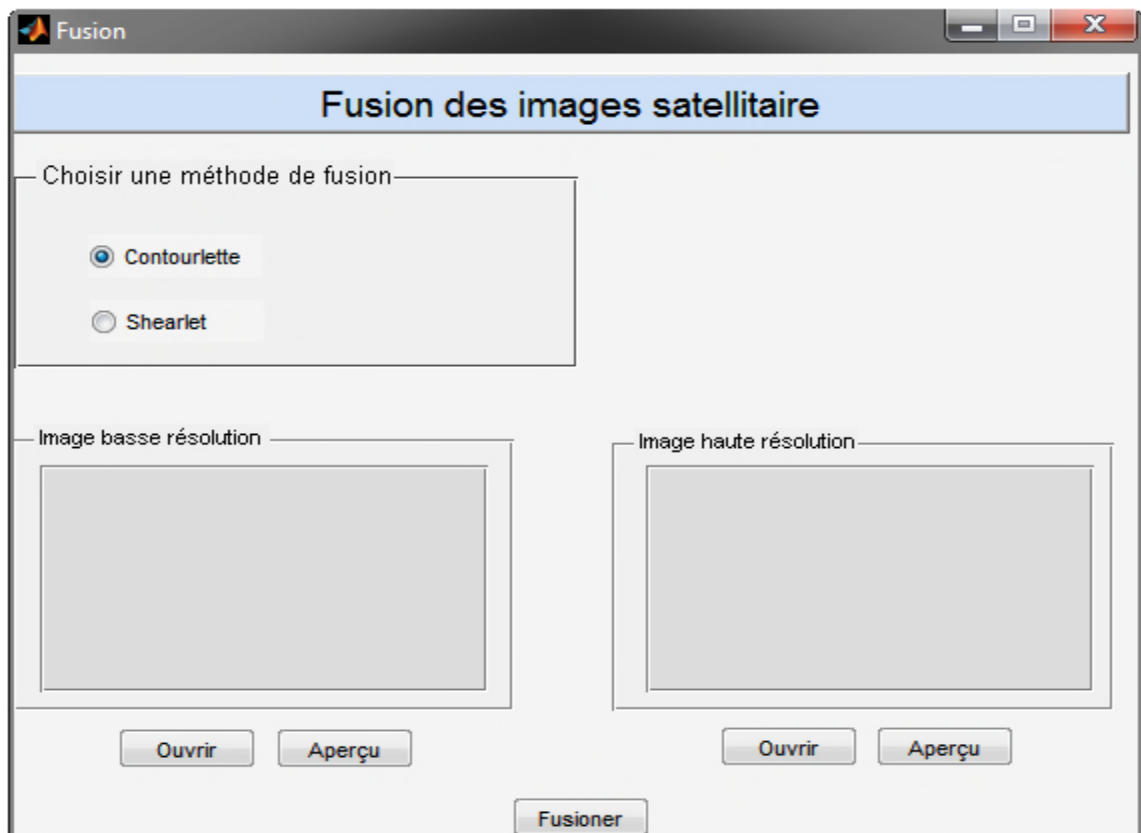 Fusion
Fusion des images satellitaire
Choisir une méthode de fusion
Contourlette
Shearlet
Image basse résolution
Image haute résolution
Ouvrir
Aperçu
Ouvrir
Aperçu
Fusioner